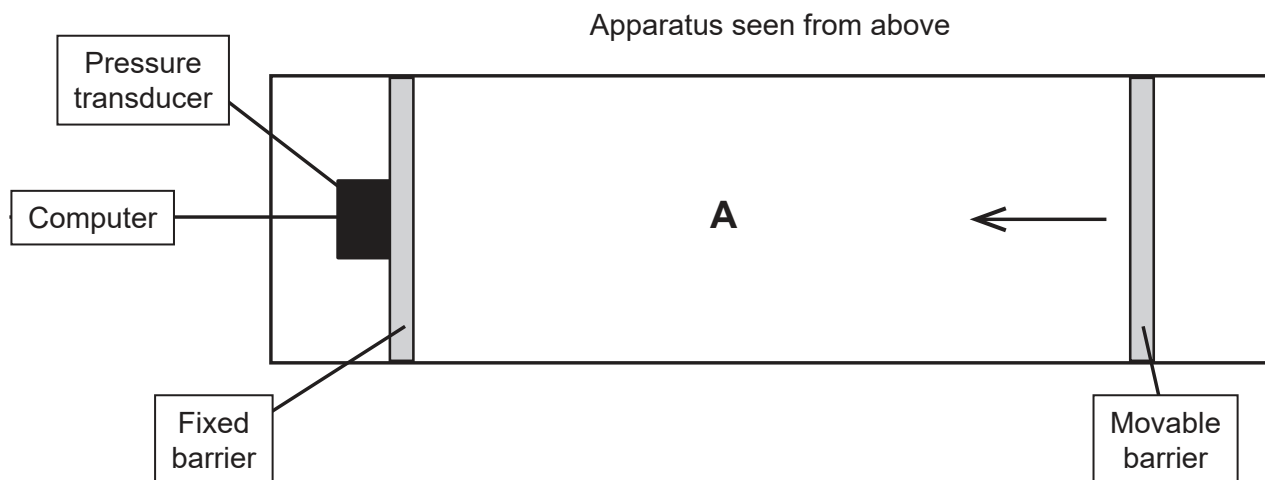 Apparatus seen from above
Pressure
transducer
Computer
A
Fixed
barrier
Movable
barrier